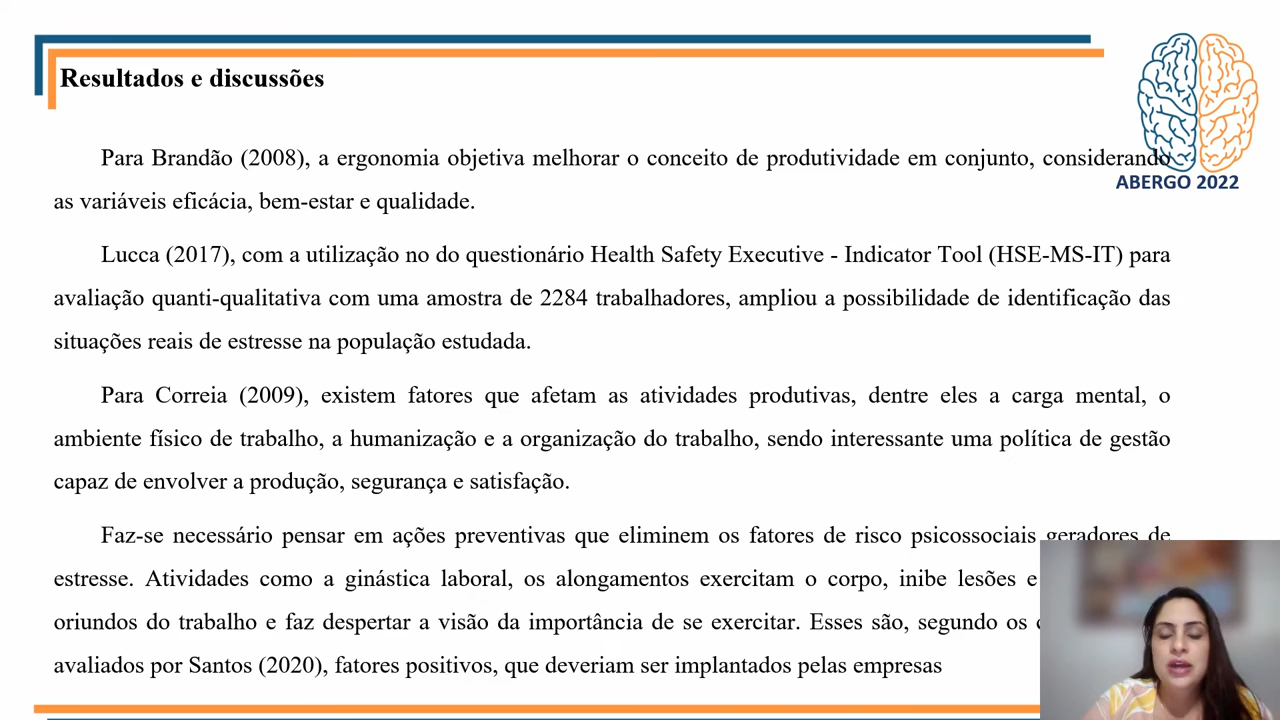 Resultados e discussões
Para Brandão (2008), a ergonomia objetiva melhorar o conceito de produtividade em conjunto, considerando
as variáveis eficácia, bem-estar e qualidade.
ABERGO 2022
Lucca (2017), com a utilização no do questionário Health Safety Executive - Indicator Tool (HSE-MS-IT) para
avaliação quanti-qualitativa com uma amostra de 2284 trabalhadores, ampliou a possibilidade de identificação das
situações reais de estresse na população estudada.
Para Correia (2009), existem fatores que afetam as atividades produtivas, dentre eles a carga mental, o
ambiente físico de trabalho, a humanização e a organização do trabalho, sendo interessante uma política de gestão
capaz de envolver a produção, segurança e satisfação.
Faz-se necessário pensar em ações preventivas que eliminem os fatores de risco psicossociais geradores de
estresse. Atividades como a ginástica laboral, os alongamentos exercitam o corpo, inibe lesões e
oriundos do trabalho e faz despertar a visão da importância de se exercitar. Esses são, segundo os
avaliados por Santos (2020), fatores positivos, que deveriam ser implantados pelas empresas